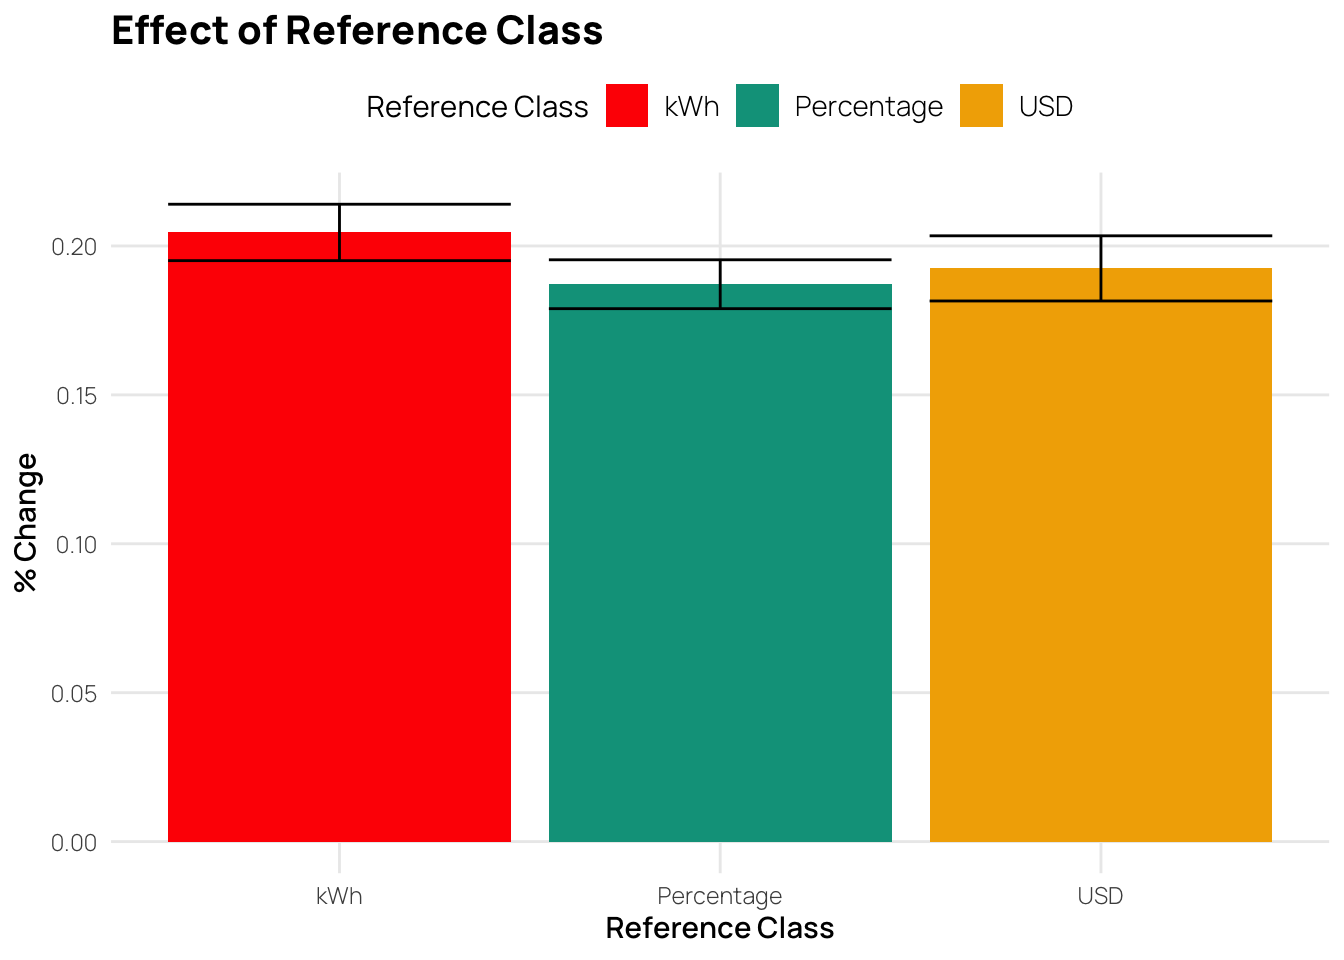 Effect of Reference Class
Reference Class kWh Percentage USD
% Change
0.20
0.15
0.10
0.05
0.00
kWh Percentage USD
Reference Class